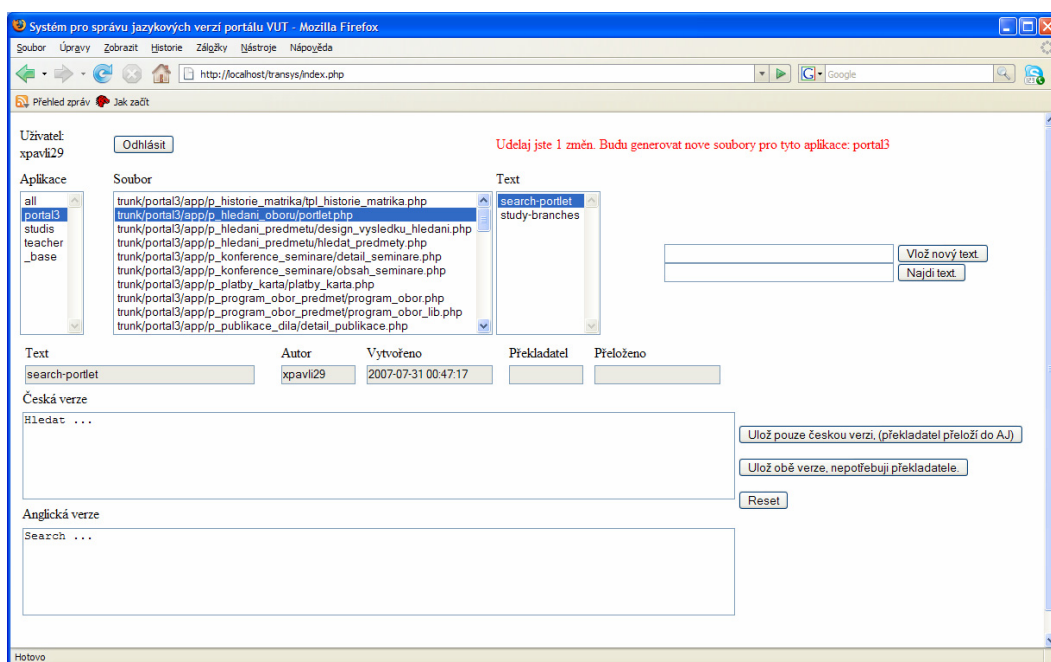 Systém pro správu jazykových verzí portálu VUT - Mozilla Firefox
Soubor Úpravy Zobrazit Historie Záložky Nástroje Nápověda
http://localhost/transys/index.php
G Google
Přehled zpráv Jak začít
Uživatel:
xpavli29
Odhlásit
Udelaj jste 1 změn. Budu generovat nove soubory pro tyto aplikace: portal3
Aplikace Soubor Text
all
portal3
studis
teacher
_base
trunk/portal3/app/p_historie_matrika/tpl_historie_matrika.php
trunk/portal3/app/p_hledani_oboru/portlet.php
trunk/portal3/app/p_hledani_predmetu/design_vysledku_hledani.php
trunk/portal3/app/p_hledani_predmetu/hledat_predmety.php
trunk/portal3/app/p_konference_seminare/detail_seminare.php
trunk/portal3/app/p_konference_seminare/obsah_seminare.php
trunk/portal3/app/p_platby_karta/platby_karta.php
trunk/portal3/app/p_program_obor_predmet/program_obor.php
trunk/portal3/app/p_program_obor_predmet/program_obor_lib.php
trunk/portal3/app/p_publikace_dila/detail_publikace.php
search-portlet
study-branches
Vlož nový text.
Najdi text.
Text Autor Vytvořeno Překladatel Přeloženo
search-portlet xpavli29 2007-07-31 00:47:17
Česká verze
Hledat ...
Ulož pouze českou verzi, (překladatel přeloží do AJ)
Ulož obě verze, nepotřebuji překladatele.
Reset
Anglická verze
Search ...
Hotovo